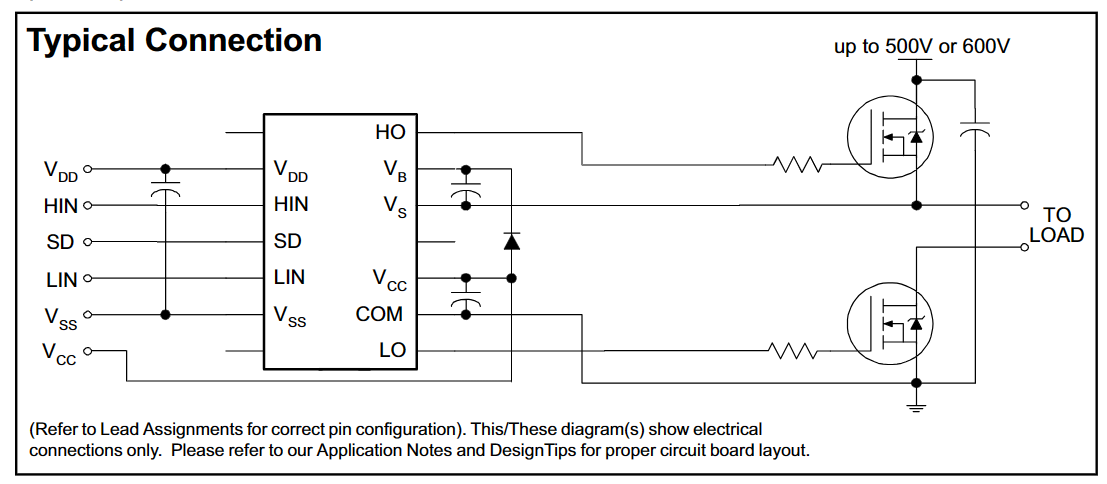 Typical Connection
up to 500V or 600V
HO
VDD
VDD
VB
HIN
HIN
VS
TO
LOAD
SD
SD
LIN
LIN
VCC
VSS
VSS
COM
VCC
LO
(Refer to Lead Assignments for correct pin configuration). This/These diagram(s) show electrical
connections only. Please refer to our Application Notes and DesignTips for proper circuit board layout.